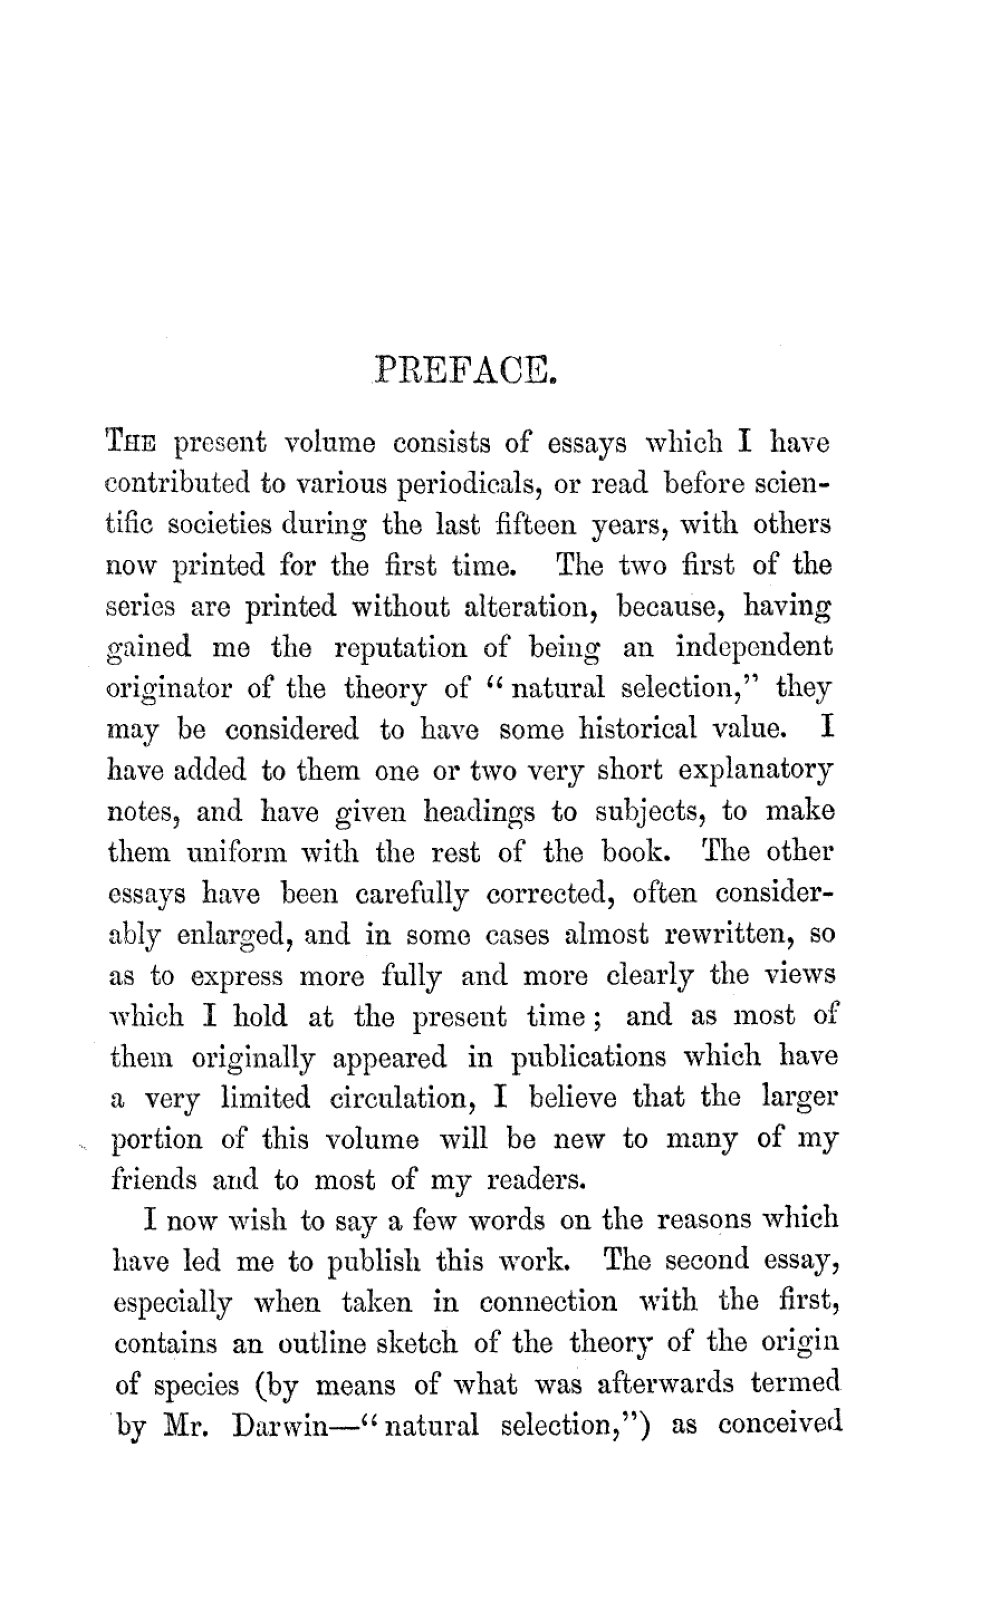 PREFACE.
The present volume consists of essays which I have
contributed to various periodicals, or read before scien-
tific societies during the last fifteen years, with others
now printed for the first time. The two first of the
series are printed without alteration, because, having
gained me the reputation of being an independent
originator of the theory of “natural selection,” they
may be considered to have some historical value. I
have added to them one or two very short explanatory
notes, and have given headings to subjects, to make
them uniform with the rest of the book. The other
essays have been carefully corrected, often consider-
ably enlarged, and in some cases almost rewritten, so
as to express more fully and more clearly the views
which I hold at the present time; and as most of
them originally appeared in publications which have
a very limited circulation, I believe that the larger
portion of this volume will be new to many of my
friends and to most of my readers.
I now wish to say a few words on the reasons which
have led me to publish this work. The second essay,
especially when taken in connection with the first,
contains an outline sketch of the theory of the origin
of species (by means of what was afterwards termed
by Mr. Darwin—“natural selection,”) as conceived